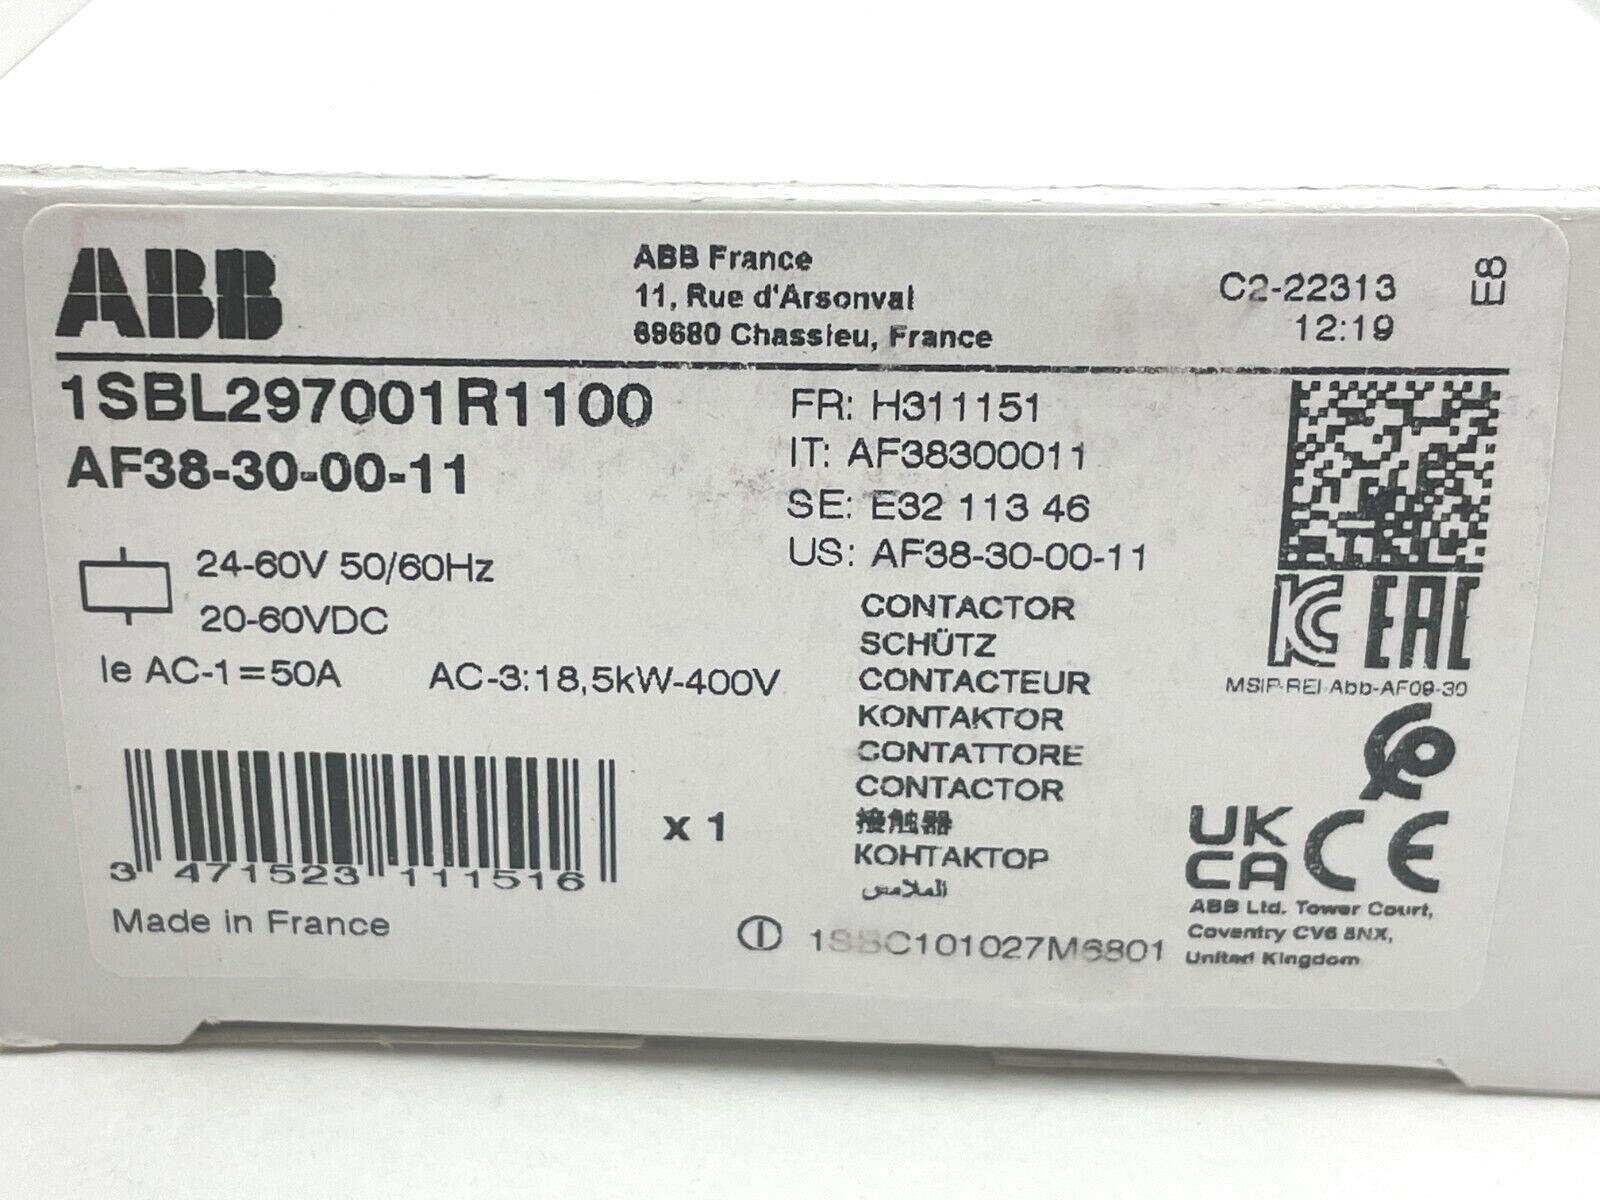 ABB
ABB France
11, Rue d'Arsonval
69680 Chassieu, France
C2-22313
12:19
E8
1SBL297001R1100
AF38-30-00-11
24-60V 50/60Hz
20-60VDC
Ie AC-1=50A AC-3:18,5kW-400V
FR: H311151
IT: AF38300011
SE: E32 113 46
US: AF38-30-00-11
CONTACTOR
SCHÜTZ
CONTACTEUR
KONTAKTOR
CONTATTORE
CONTACTOR
接触器
КОНТАКТОР
الملامس
EAC
MSIP-REI-Abb-AF09-30
UK
CA
CE
ABB Ltd. Tower Court,
Coventry CV6 5NX,
United Kingdom
x 1
3 471523 111516
Made in France
1SBC101027M6801